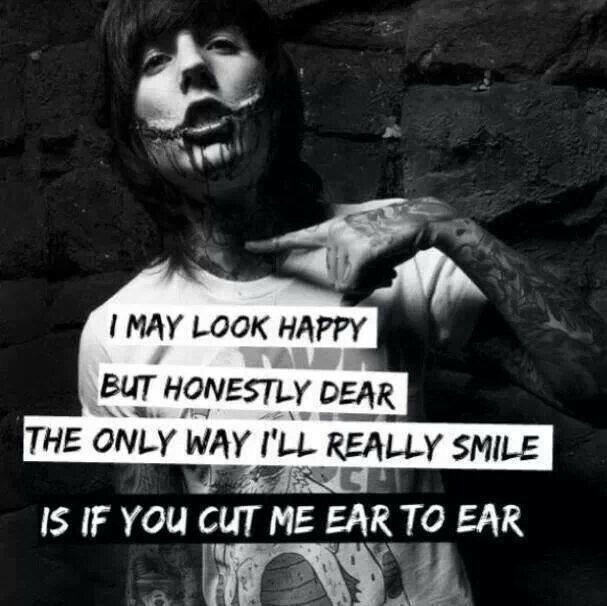 I MAY LOOK HAPPY
BUT HONESTLY DEAR
THE ONLY WAY I'LL REALLY SMILE
IS IF YOU CUT ME EAR TO EAR